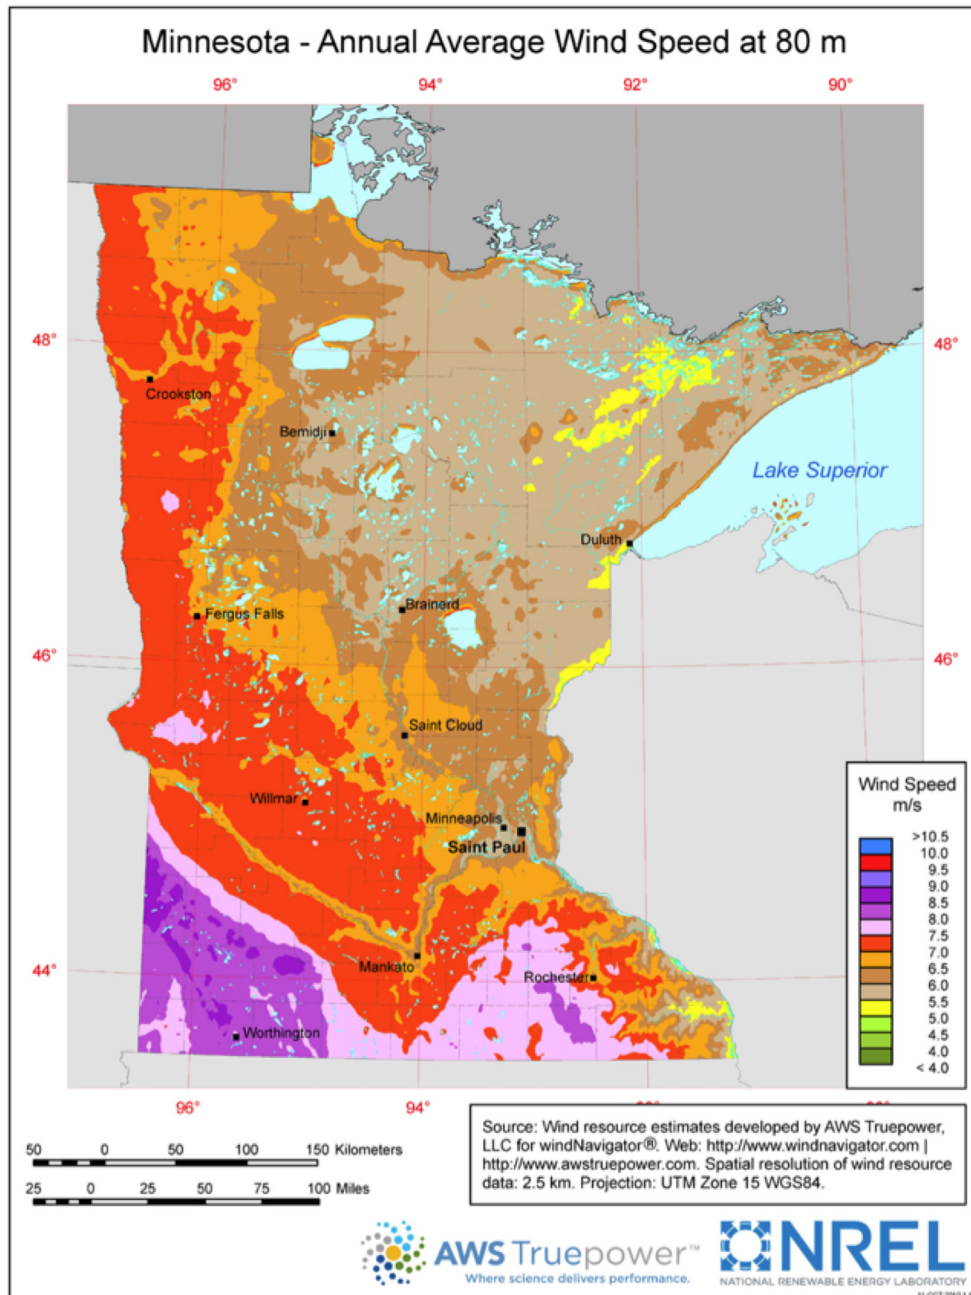 Minnesota - Annual Average Wind Speed at 80 m
96° 94° 92° 90°
48° 48°
Crookston
Bemidji
Lake Superior
Duluth
Brainerd
Fergus Falls
46° 46°
Saint Cloud
Willmar
Minneapolis
Saint Paul
44°
Mankato
Rochester
Worthington
Wind Speed
m/s
>10.5
10.0
9.5
9.0
8.5
8.0
7.5
7.0
6.5
6.0
5.5
5.0
4.5
4.0
< 4.0
96° 94°
50 0 50 100 150 Kilometers
25 0 25 50 75 100 Miles
Source: Wind resource estimates developed by AWS Truepower,
LLC for windNavigator®. Web: http://www.windnavigator.com |
http://www.awstruepower.com. Spatial resolution of wind resource
data: 2.5 km. Projection: UTM Zone 15 WGS84.
AWS Truepower™
Where science delivers performance.
NREL
NATIONAL RENEWABLE ENERGY LABORATORY